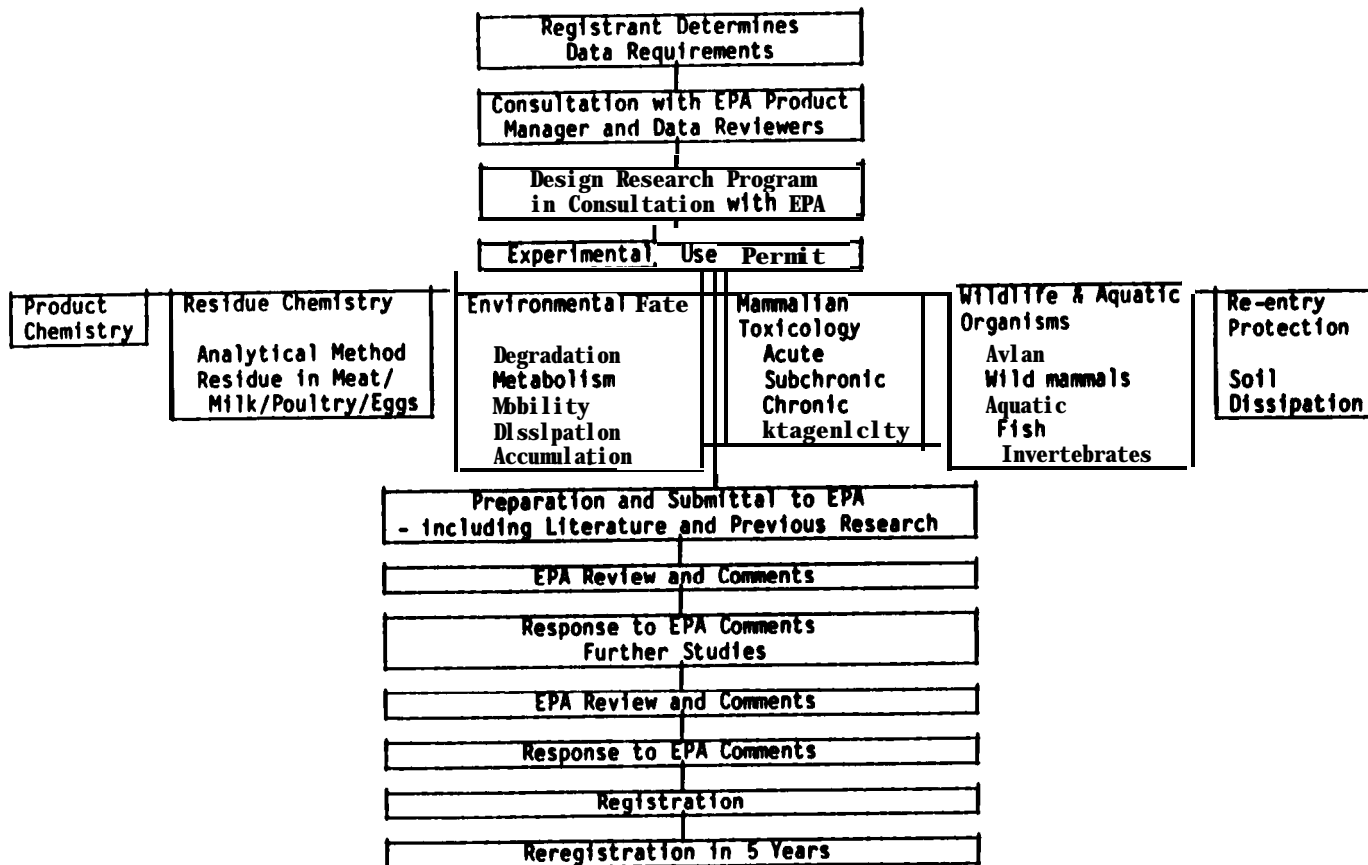 Registrant Determines
Data Requirements
Consultation with EPA Product
Manager and Data Reviewers
Design Research Program
in Consultation with EPA
Experimental Use Permit
Product
Chemistry
Residue Chemistry
Analytical Method
Residue in Meat/
Milk/Poultry/Eggs
Environmental Fate
Degradation
Metabolism
Mobility
Dlsslpatlon
Accumulation
Mammalian
Toxicology
Acute
Subchronic
Chronic
ktagenlclty
Wildlife & Aquatic
Organisms
Avlan
Wild mammals
Aquatic
Fish
Invertebrates
Re-entry
Protection
Soil
Dissipation
Preparation and Submittal to EPA
- including Literature and Previous Research
EPA Review and Comments
Response to EPA Comments
Further Studies
EPA Review and Comments
Response to EPA Comments
Registration
Reregistration in 5 Years